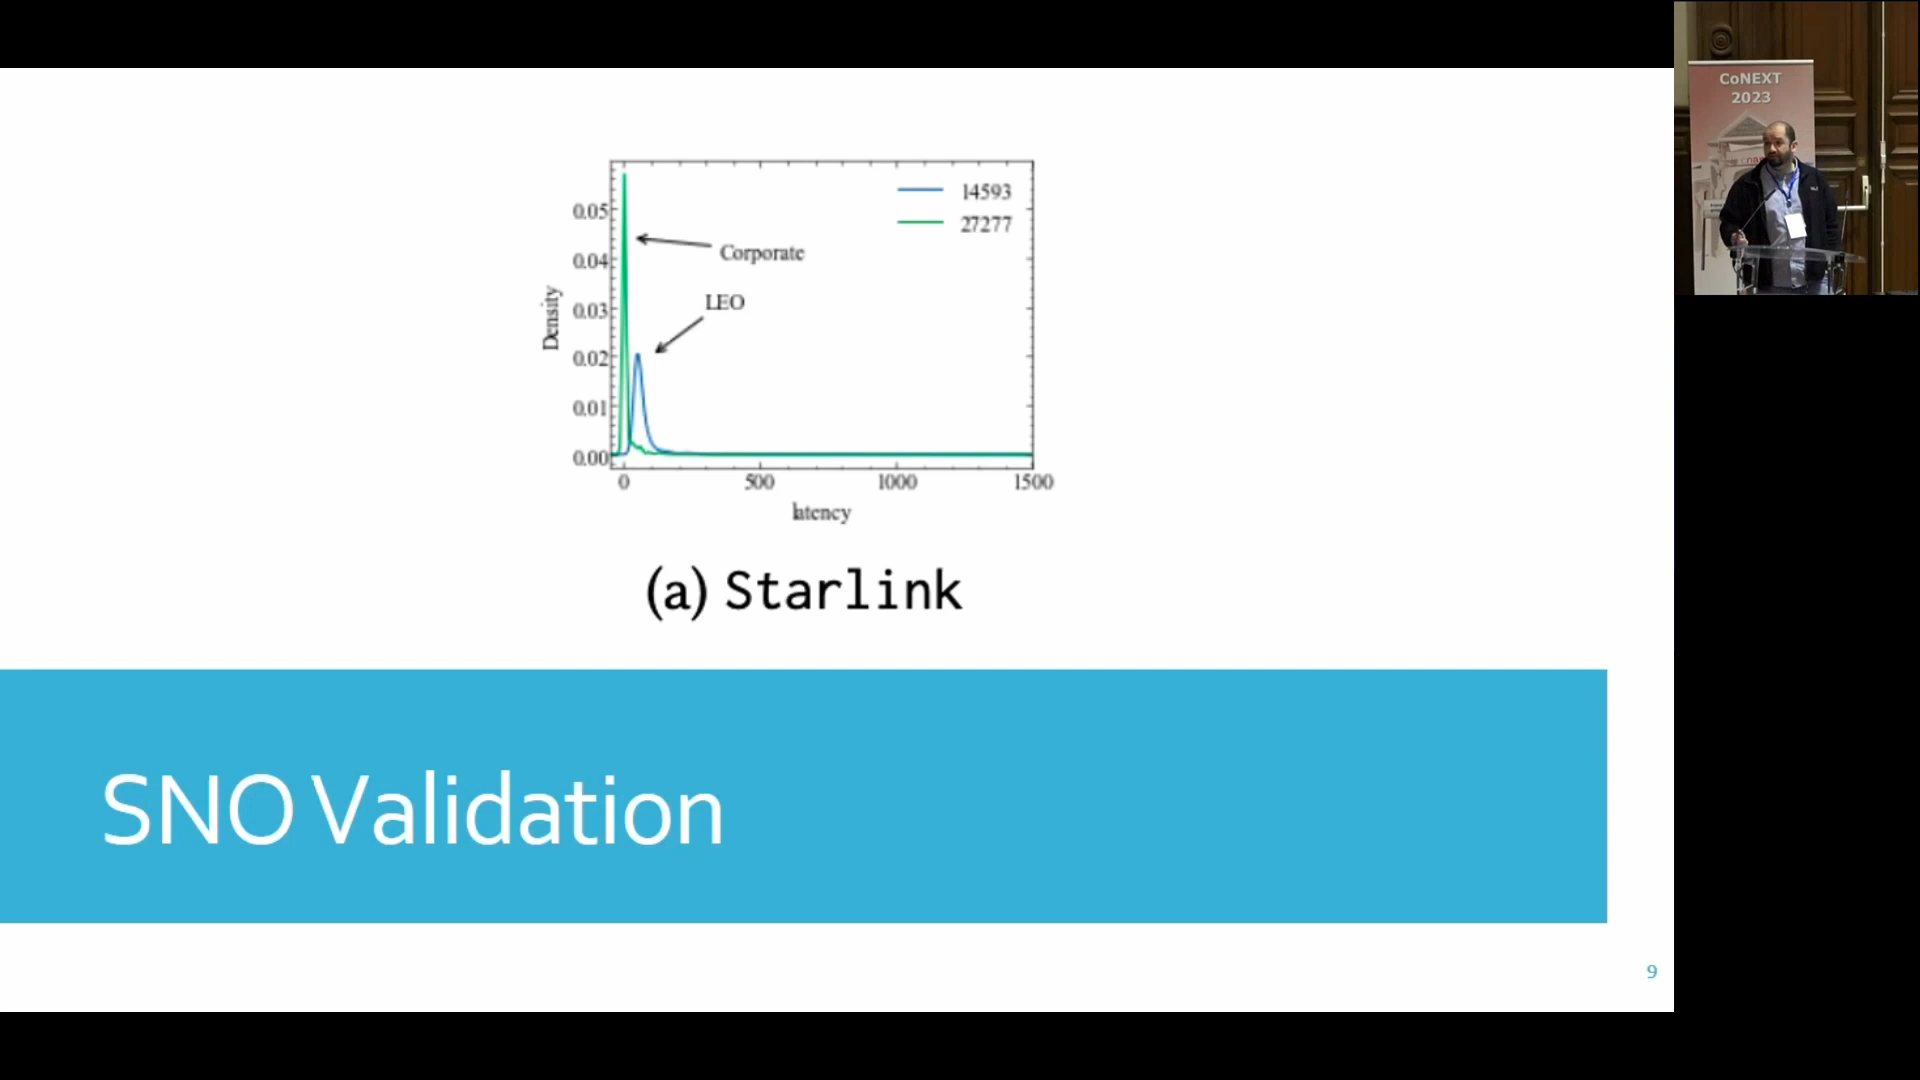 CoNEXT
2023
14593
27277
0.05
0.04
0.03
0.02
0.01
0.00
Density
Corporate
LEO
0
500
1000
1500
latency
(a) Starlink
SNO Validation
9